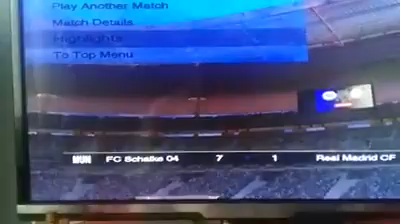 Play Another Match
Match Details
Highlights
To Top Menu
MUN FC Schalke 04 7 1 Real Madrid CF